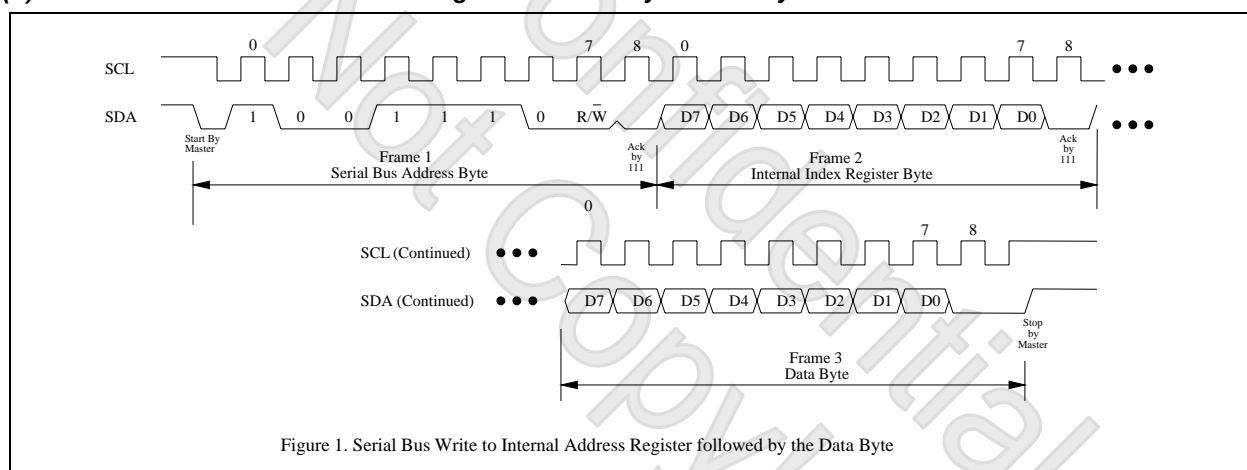 0 7 8 0 7 8
SCL
SDA 1 0 0 1 1 1 0 R/W̅ D7 D6 D5 D4 D3 D2 D1 D0
Start By
Master
Ack
by
111
Ack
by
111
Frame 1
Serial Bus Address Byte
Frame 2
Internal Index Register Byte
0 7 8
SCL (Continued)
SDA (Continued) D7 D6 D5 D4 D3 D2 D1 D0
Stop
by
Master
Frame 3
Data Byte
Figure 1. Serial Bus Write to Internal Address Register followed by the Data Byte
Not Copy
Confidential